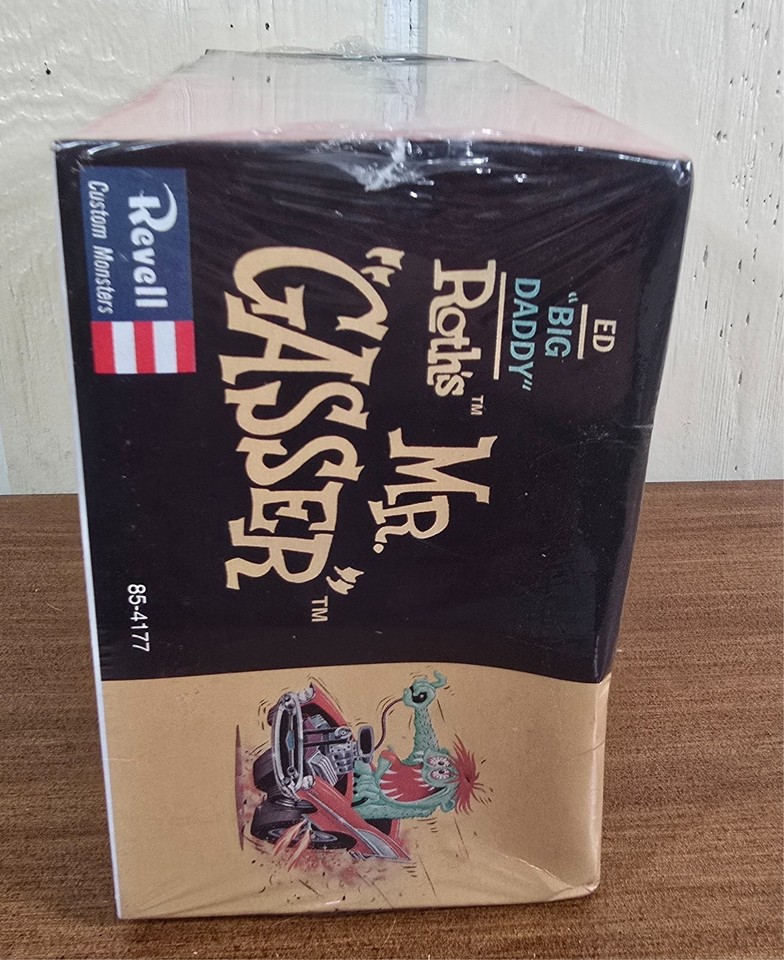 ED
"BIG
DADDY"
Roth's™
MR.
"GASSER"™
Revell
Custom Monsters
85-4177